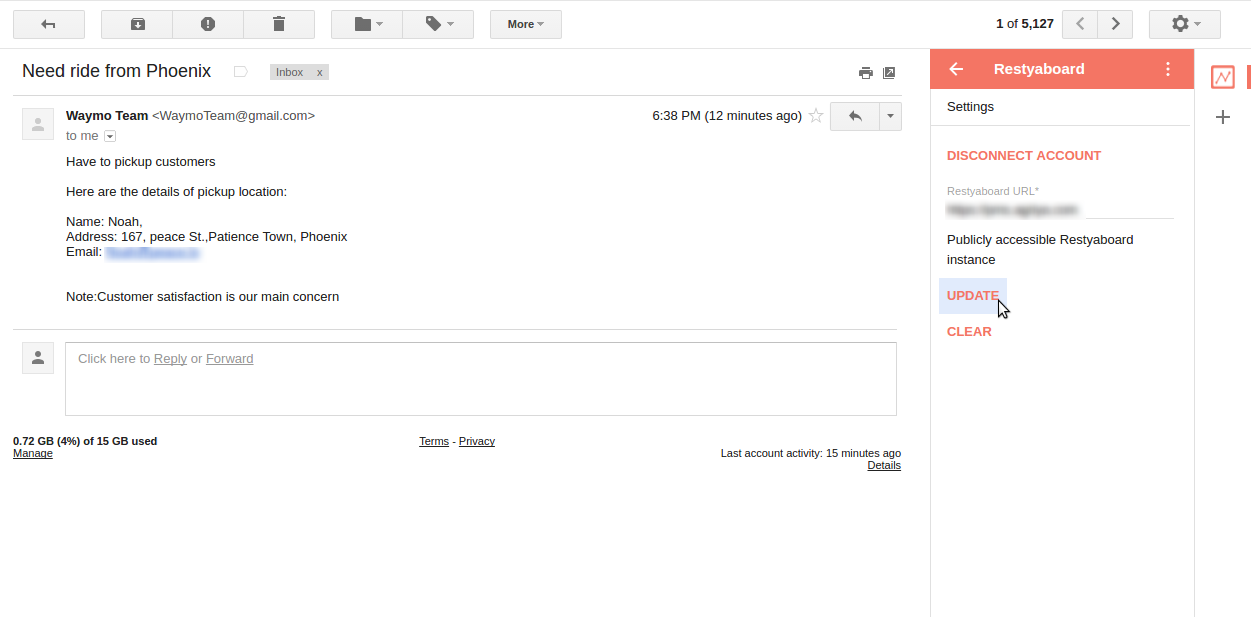 More
1 of 5,127
Need ride from Phoenix
Inbox x
Waymo Team <WaymoTeam@gmail.com>
6:38 PM (12 minutes ago)
to me
Have to pickup customers
Here are the details of pickup location:
Name: Noah,
Address: 167, peace St.,Patience Town, Phoenix
Email:
Note:Customer satisfaction is our main concern
Click here to Reply or Forward
0.72 GB (4%) of 15 GB used
Manage
Terms - Privacy
Last account activity: 15 minutes ago
Details
Restyaboard
Settings
DISCONNECT ACCOUNT
Restyaboard URL*
Publicly accessible Restyaboard
instance
UPDATE
CLEAR